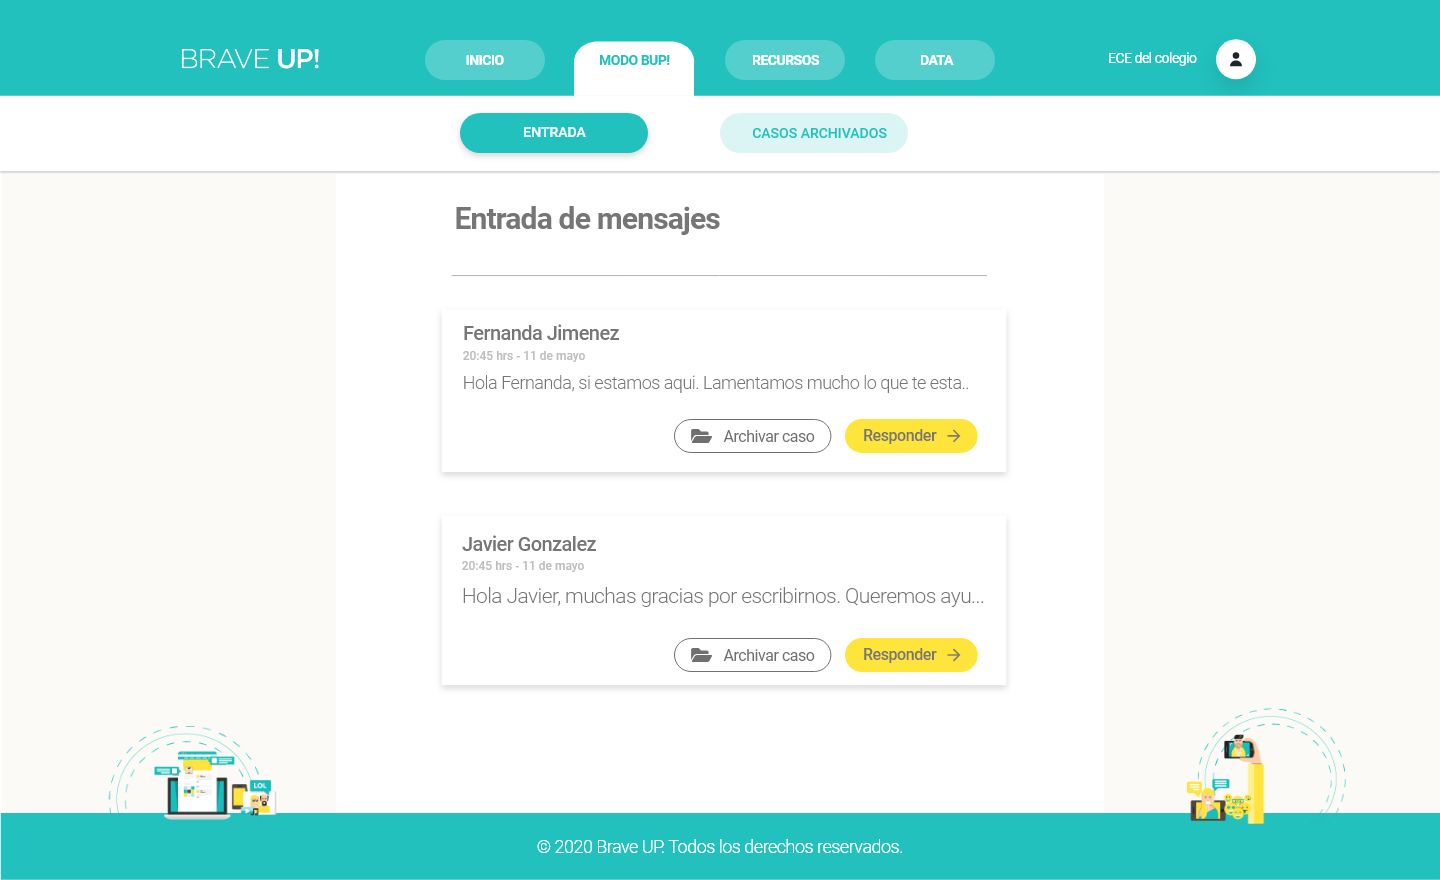 BRAVE UP!
INICIO
MODO BUP!
RECURSOS
DATA
ECE del colegio
ENTRADA
CASOS ARCHIVADOS
Entrada de mensajes
Fernanda Jimenez
20:45 hrs - 11 de mayo
Hola Fernanda, si estamos aqui. Lamentamos mucho lo que te esta..
Archivar caso
Responder
Javier Gonzalez
20:45 hrs - 11 de mayo
Hola Javier, muchas gracias por escribirnos. Queremos ayu...
Archivar caso
Responder
LOL
© 2020 Brave UP. Todos los derechos reservados.